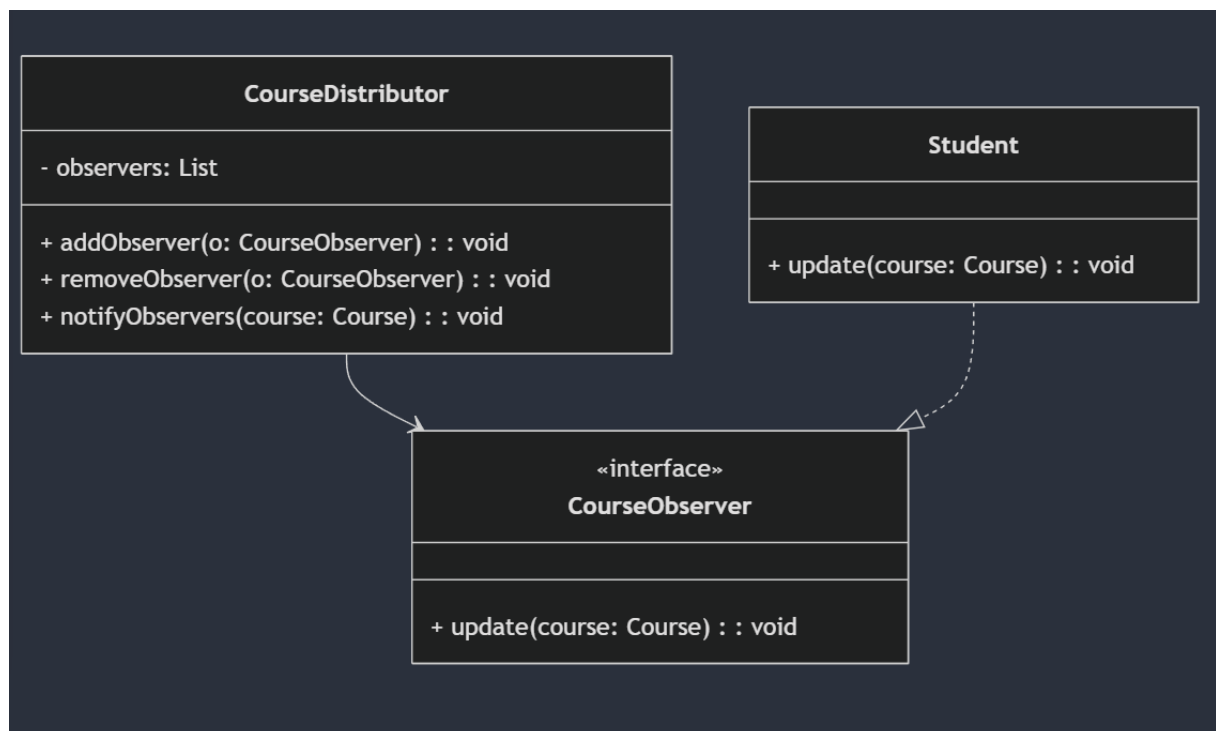 CourseDistributor
- observers: List
+ addObserver(o: CourseObserver) : : void
+ removeObserver(o: CourseObserver) : : void
+ notifyObservers(course: Course) : : void
Student
+ update(course: Course) : : void
«interface»
CourseObserver
+ update(course: Course) : : void